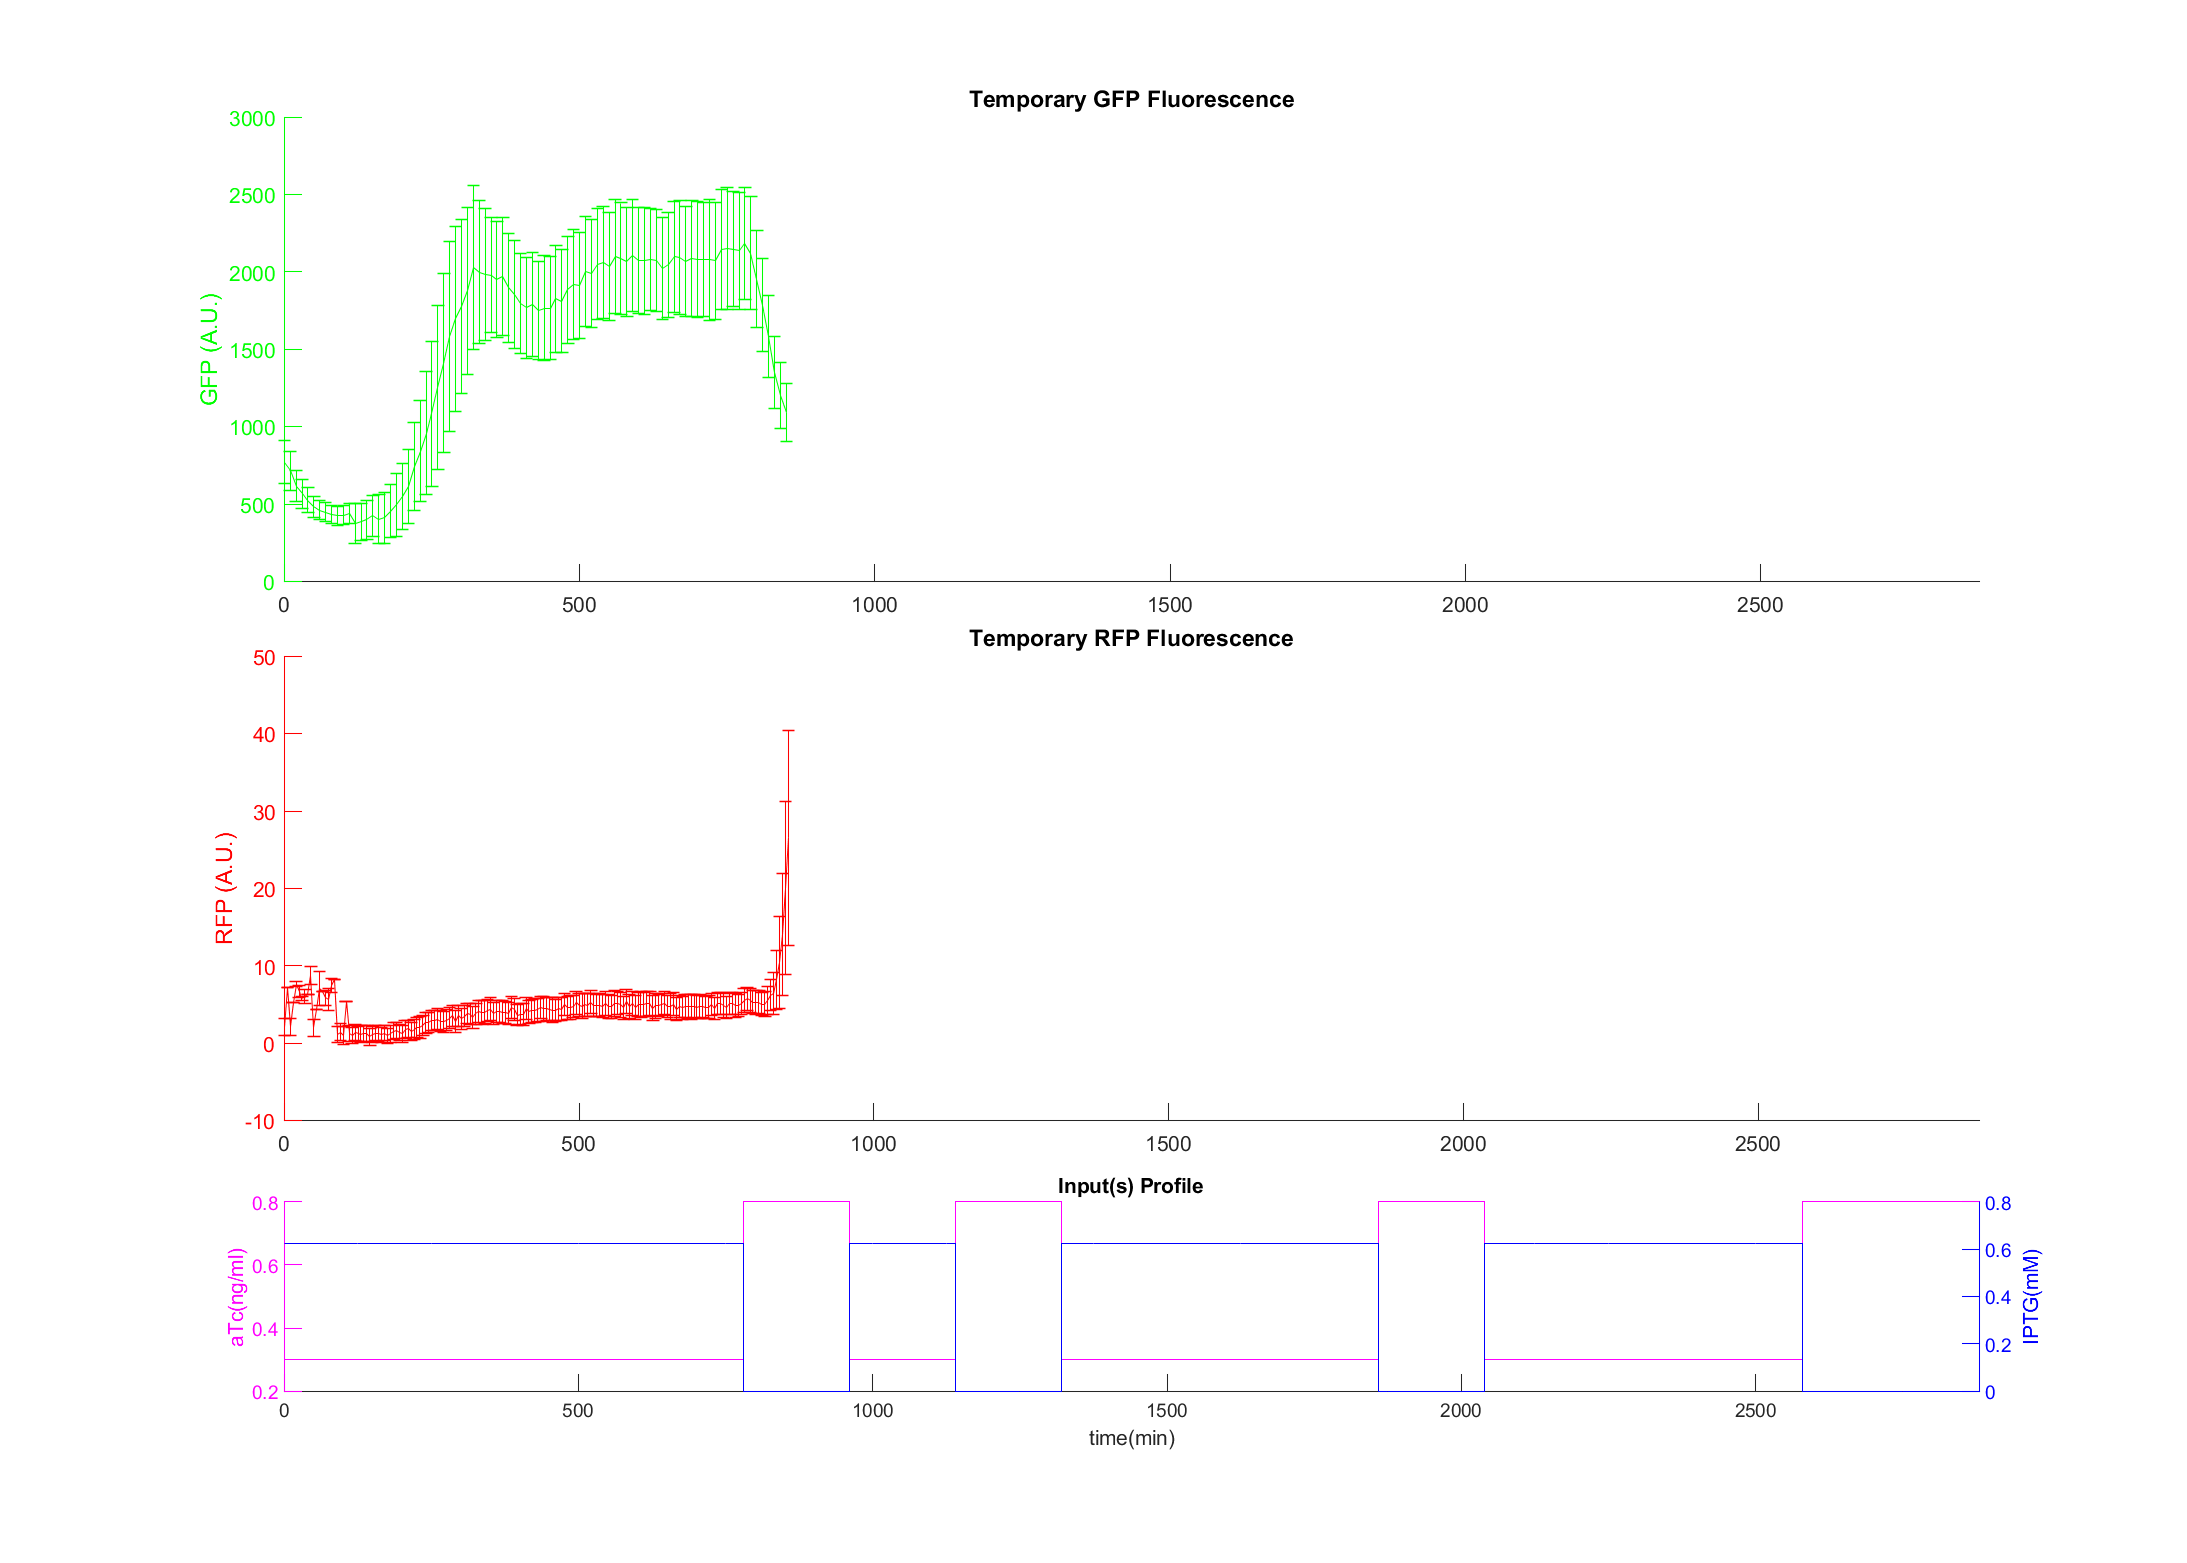 Temporary GFP Fluorescence
3000
2500
2000
1500
1000
500
0
GFP (A.U.)
0 500 1000 1500 2000 2500
Temporary RFP Fluorescence
50
40
30
20
10
0
-10
RFP (A.U.)
0 500 1000 1500 2000 2500
Input(s) Profile
0.8
0.6
0.4
0.2
aTc(ng/ml)
0.8
0.6
0.4
0.2
0
IPTG(mM)
0 500 1000 1500 2000 2500
time(min)